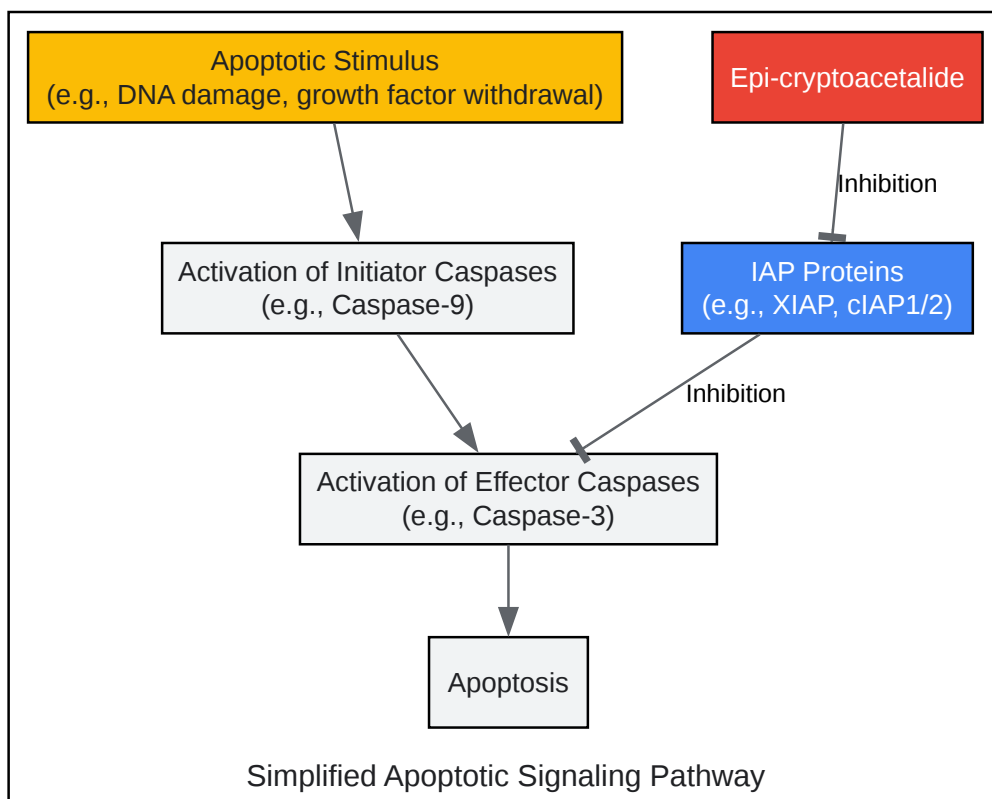 Apoptotic Stimulus
(e.g., DNA damage, growth factor withdrawal)
Epi-cryptoacetalide
Inhibition
Activation of Initiator Caspases
(e.g., Caspase-9)
IAP Proteins
(e.g., XIAP, cIAP1/2)
Inhibition
Activation of Effector Caspases
(e.g., Caspase-3)
Apoptosis
Simplified Apoptotic Signaling Pathway